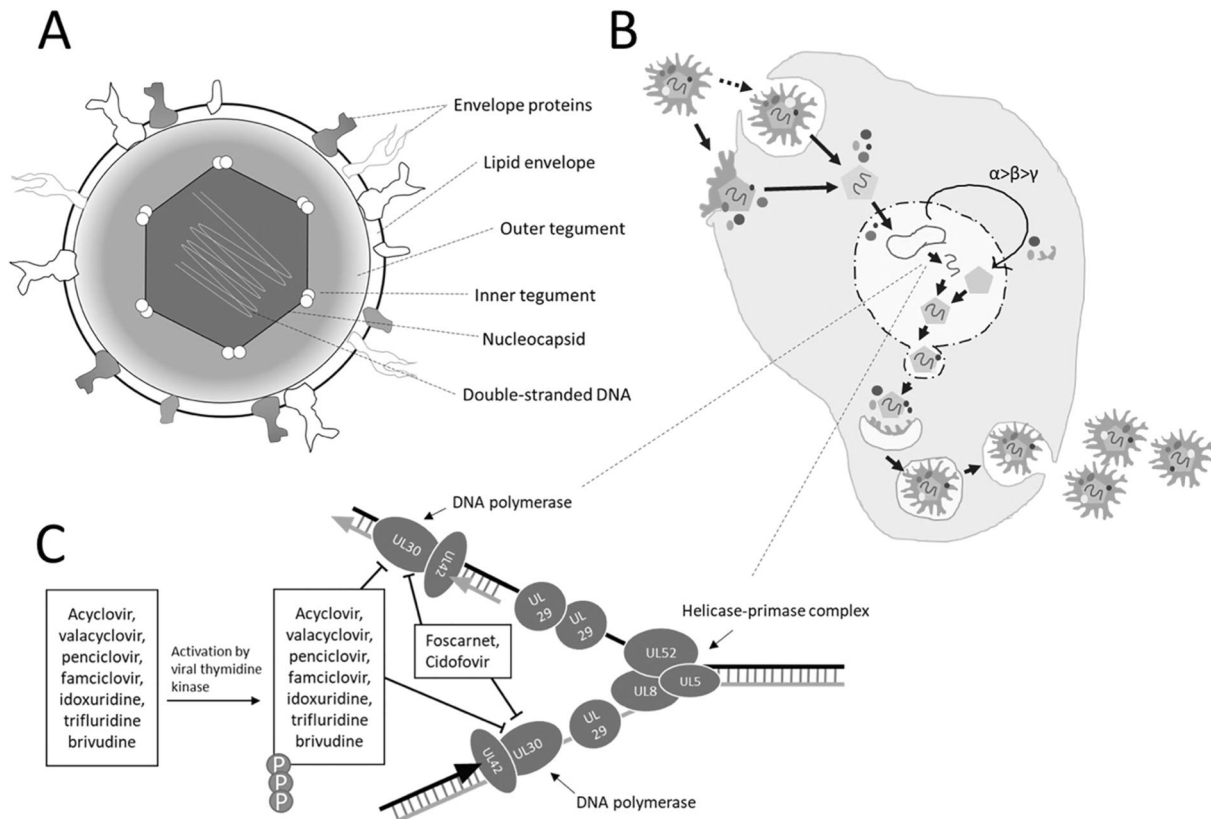 A
Envelope proteins
Lipid envelope
Outer tegument
Inner tegument
Nucleocapsid
Double-stranded DNA
B
α>β>γ
C
DNA polymerase
UL30
UL42
UL
29
UL
29
Helicase-primase complex
UL52
UL8
UL5
UL
29
UL42
UL30
DNA polymerase
Acyclovir,
valacyclovir,
penciclovir,
famciclovir,
idoxuridine,
trifluridine
brivudine
Activation by
viral thymidine
kinase
Acyclovir,
valacyclovir,
penciclovir,
famciclovir,
idoxuridine,
trifluridine
brivudine
P
P
P
Foscarnet,
Cidofovir